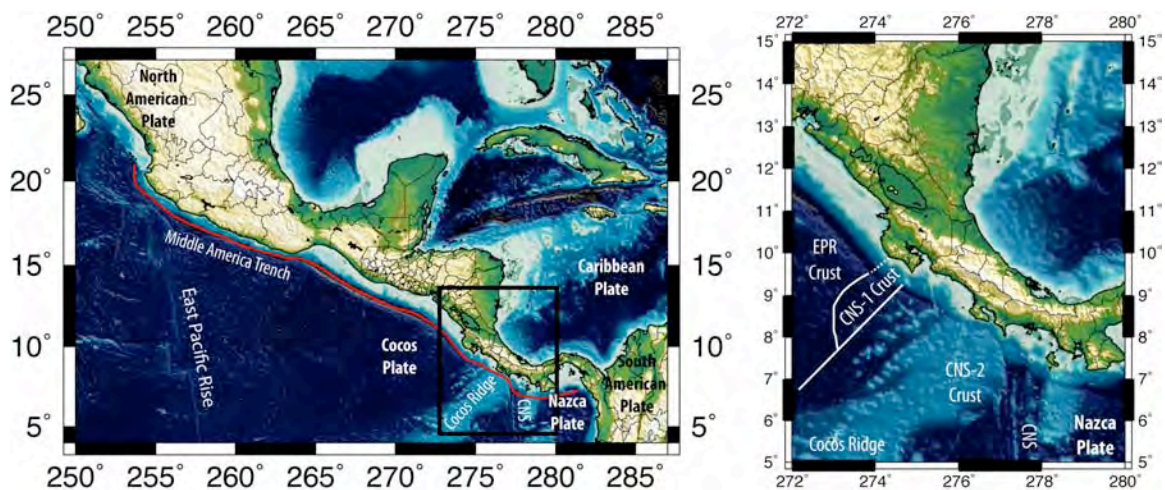 250° 255° 260° 265° 270° 275° 280° 285°
25°
20°
15°
10°
5°
North
American
Plate
Middle America Trench
East Pacific Rise
Cocos
Plate
Cocos Ridge
CNS
Nazca
Plate
Caribbean
Plate
South
American
Plate
25°
20°
15°
10°
5°
250 255 260 265 270 275 280 285
272° 274° 276° 278° 280°
15°
14°
13°
12°
11°
10°
9°
8°
7°
6°
5°
EPR
Crust
CNS-1 Crust
CNS-2
Crust
Cocos Ridge
CNS
Nazca
Plate
15°
14°
13°
12°
11°
10°
9°
8°
7°
6°
5°
272° 274° 276° 278° 280°